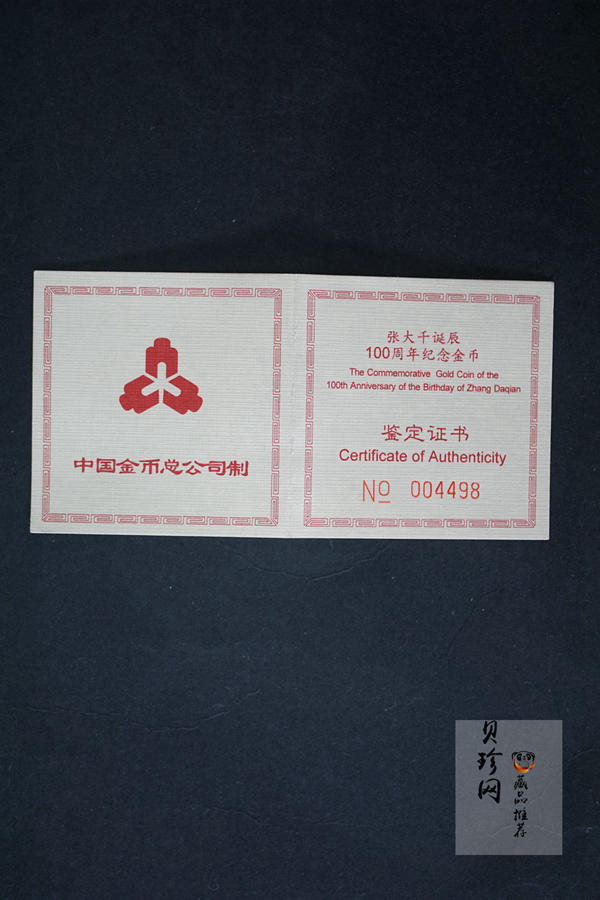 中国金币总公司制
张大千诞辰
100周年纪念金币
The Commemorative Gold Coin of the
100th Anniversary of the Birthday of Zhang Daqian
鉴定证书
Certificate of Authenticity
No 004498
贝珍网
藏品推荐